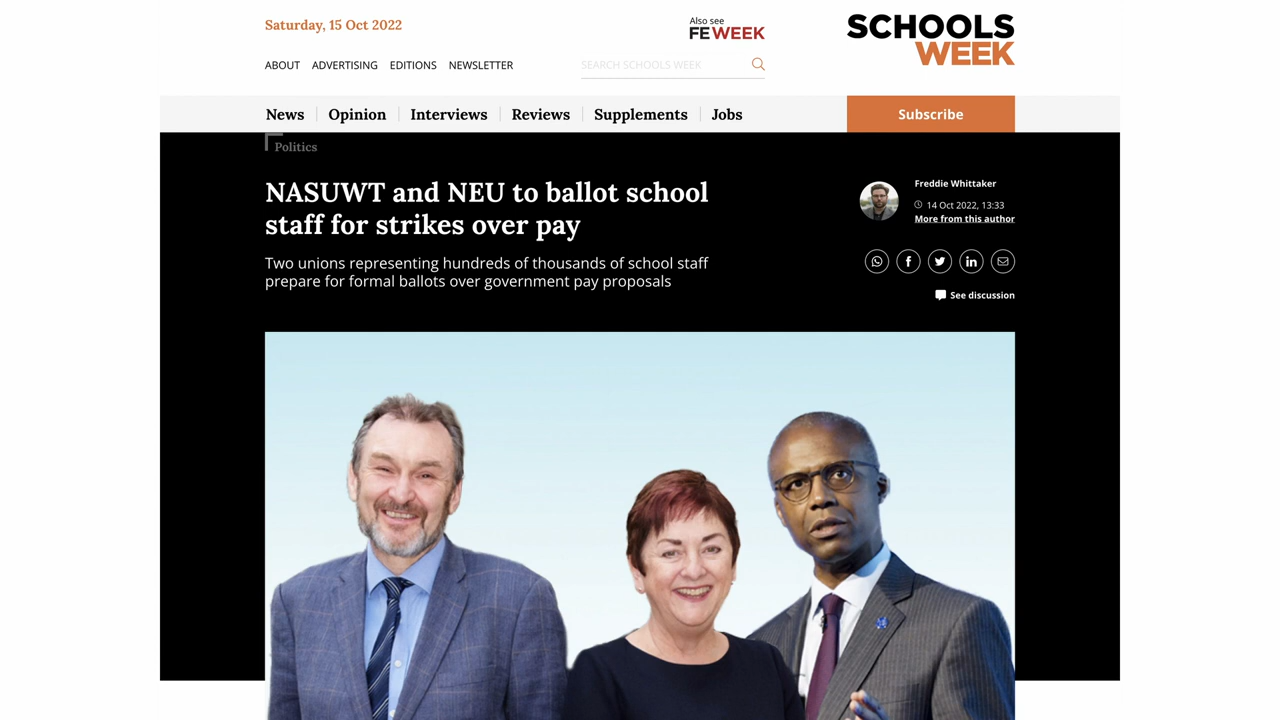 Saturday, 15 Oct 2022
Also see
FE WEEK
SCHOOLS
WEEK
ABOUT ADVERTISING EDITIONS NEWSLETTER
SEARCH SCHOOLS WEEK
News Opinion Interviews Reviews Supplements Jobs
Subscribe
Politics
NASUWT and NEU to ballot school
staff for strikes over pay
Two unions representing hundreds of thousands of school staff
prepare for formal ballots over government pay proposals
Freddie Whittaker
14 Oct 2022, 13:33
More from this author
See discussion